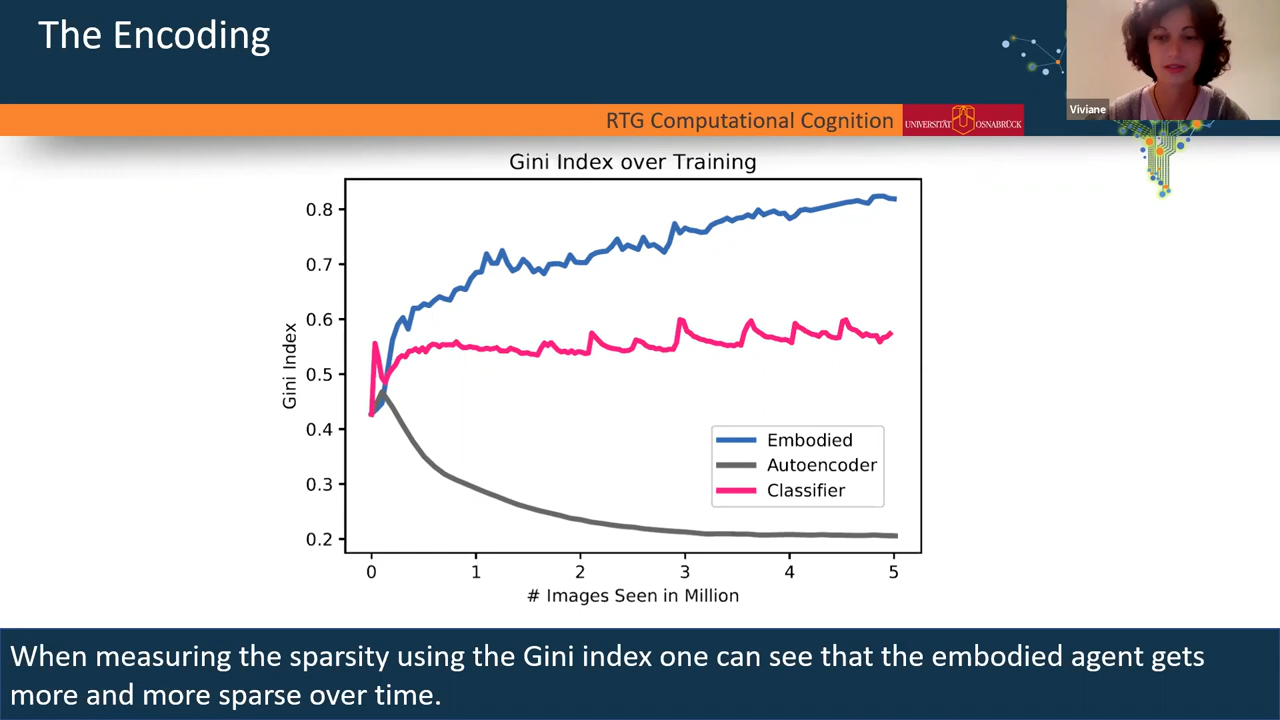 The Encoding
Viviane
RTG Computational Cognition
UNIVERSITÄT OSNABRÜCK
Gini Index over Training
0.8
0.7
0.6
0.5
0.4
0.3
0.2
Gini Index
Embodied
Autoencoder
Classifier
0 1 2 3 4 5
# Images Seen in Million
When measuring the sparsity using the Gini index one can see that the embodied agent gets
more and more sparse over time.